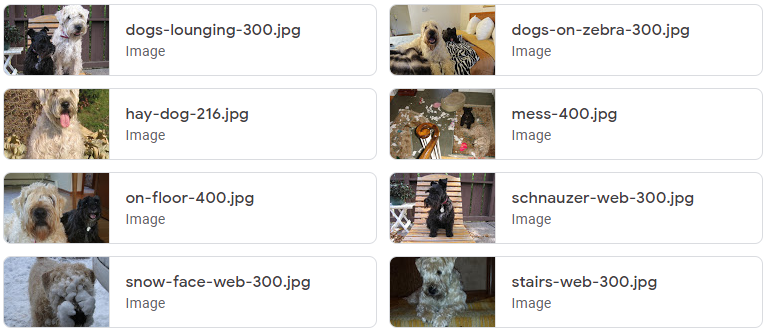 dogs-lounging-300.jpg
Image
dogs-on-zebra-300.jpg
Image
hay-dog-216.jpg
Image
mess-400.jpg
Image
on-floor-400.jpg
Image
schnauzer-web-300.jpg
Image
snow-face-web-300.jpg
Image
stairs-web-300.jpg
Image